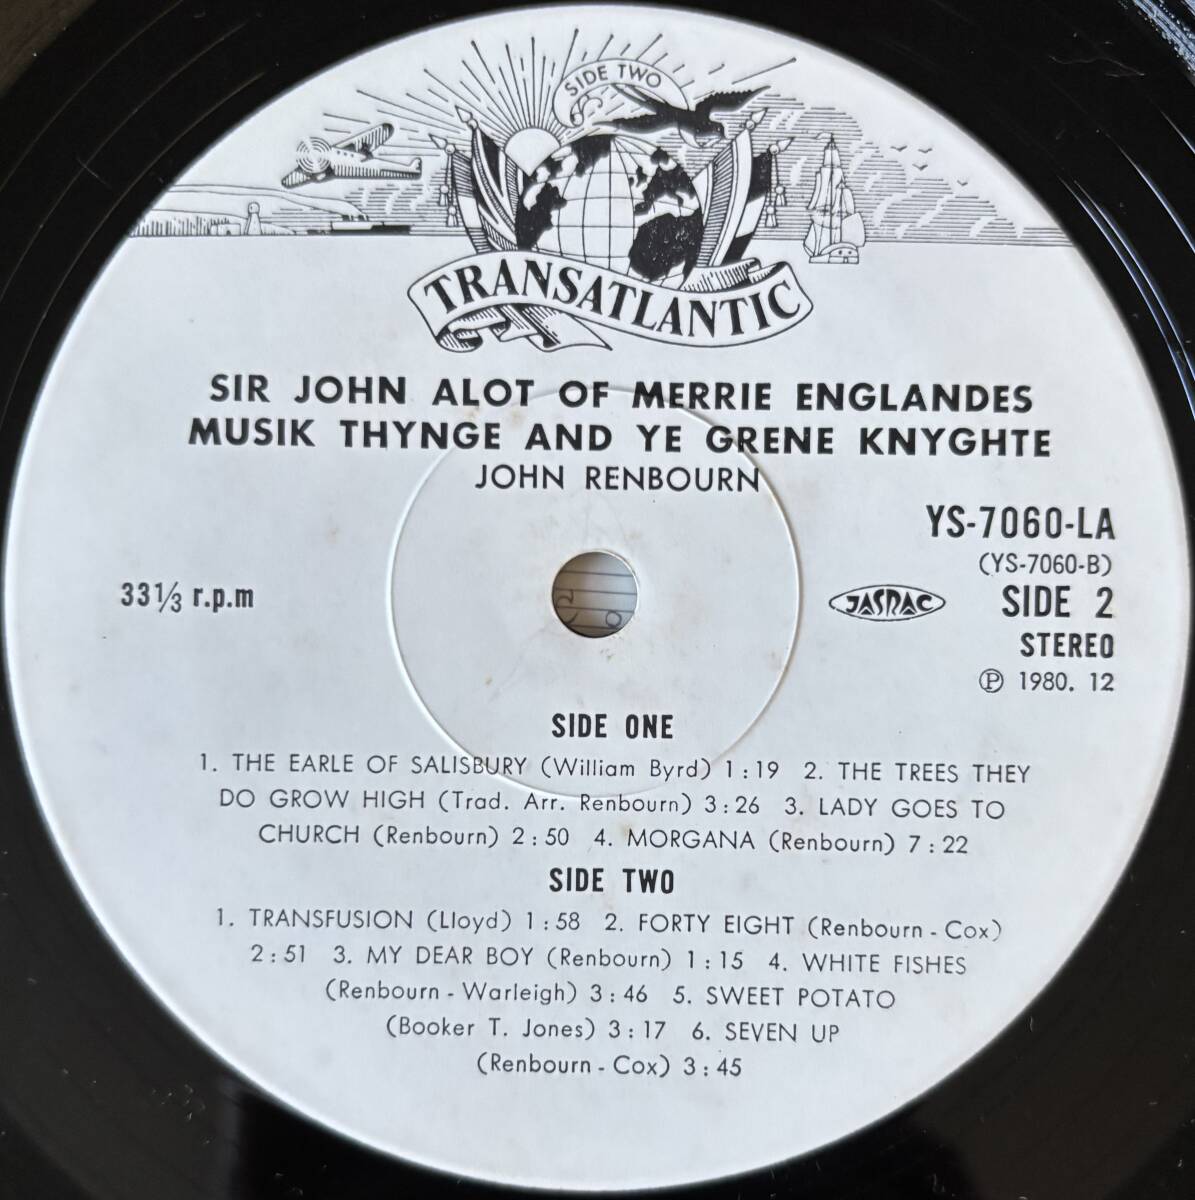 SIDE TWO
TRANSATLANTIC
SIR JOHN ALOT OF MERRIE ENGLANDES
MUSIK THYNGE AND YE GRENE KNYGHTE
JOHN RENBOURN
YS-7060-LA
(YS-7060-B)
33 1/3 r.p.m
JASRAC
SIDE 2
STEREO
Ⓟ 1980. 12
SIDE ONE
1. THE EARLE OF SALISBURY (William Byrd) 1:19 2. THE TREES THEY
DO GROW HIGH (Trad. Arr. Renbourn) 3:26 3. LADY GOES TO
CHURCH (Renbourn) 2:50 4. MORGANA (Renbourn) 7:22
SIDE TWO
1. TRANSFUSION (Lloyd) 1:58 2. FORTY EIGHT (Renbourn - Cox)
2:51 3. MY DEAR BOY (Renbourn) 1:15 4. WHITE FISHES
(Renbourn - Warleigh) 3:46 5. SWEET POTATO
(Booker T. Jones) 3:17 6. SEVEN UP
(Renbourn - Cox) 3:45